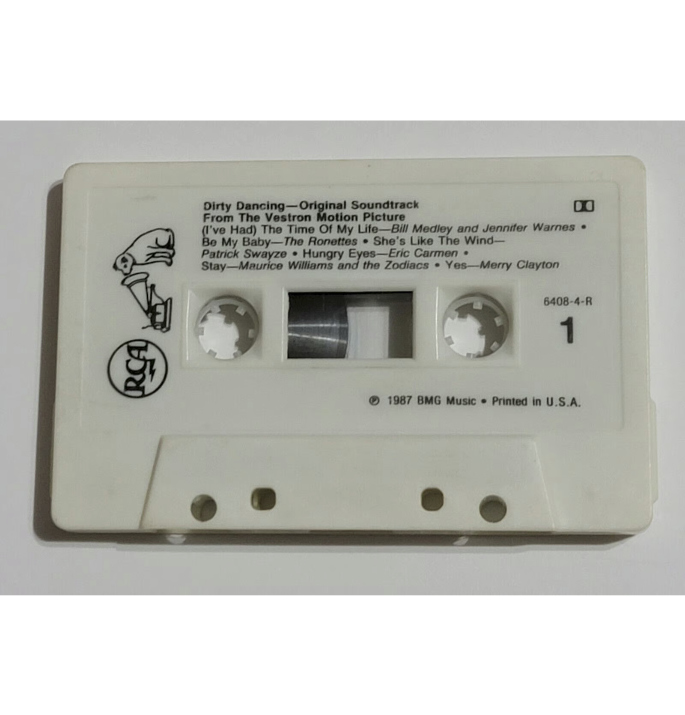 Dirty Dancing—Original Soundtrack
From The Vestron Motion Picture
(I've Had) The Time Of My Life—Bill Medley and Jennifer Warnes •
Be My Baby—The Ronettes • She's Like The Wind—
Patrick Swayze • Hungry Eyes—Eric Carmen •
Stay—Maurice Williams and the Zodiacs • Yes—Merry Clayton
6408-4-R
1
RCA
℗ 1987 BMG Music • Printed in U.S.A.